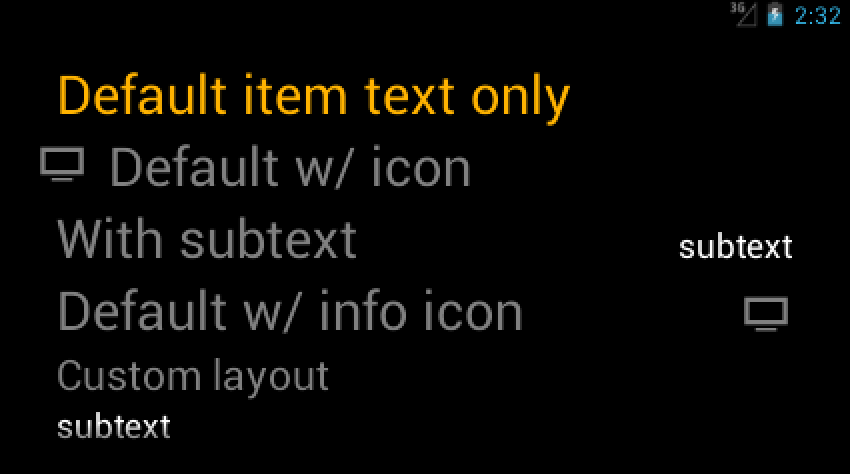 3G 2:32
Default item text only
Default w/ icon
With subtext subtext
Default w/ info icon
Custom layout
subtext